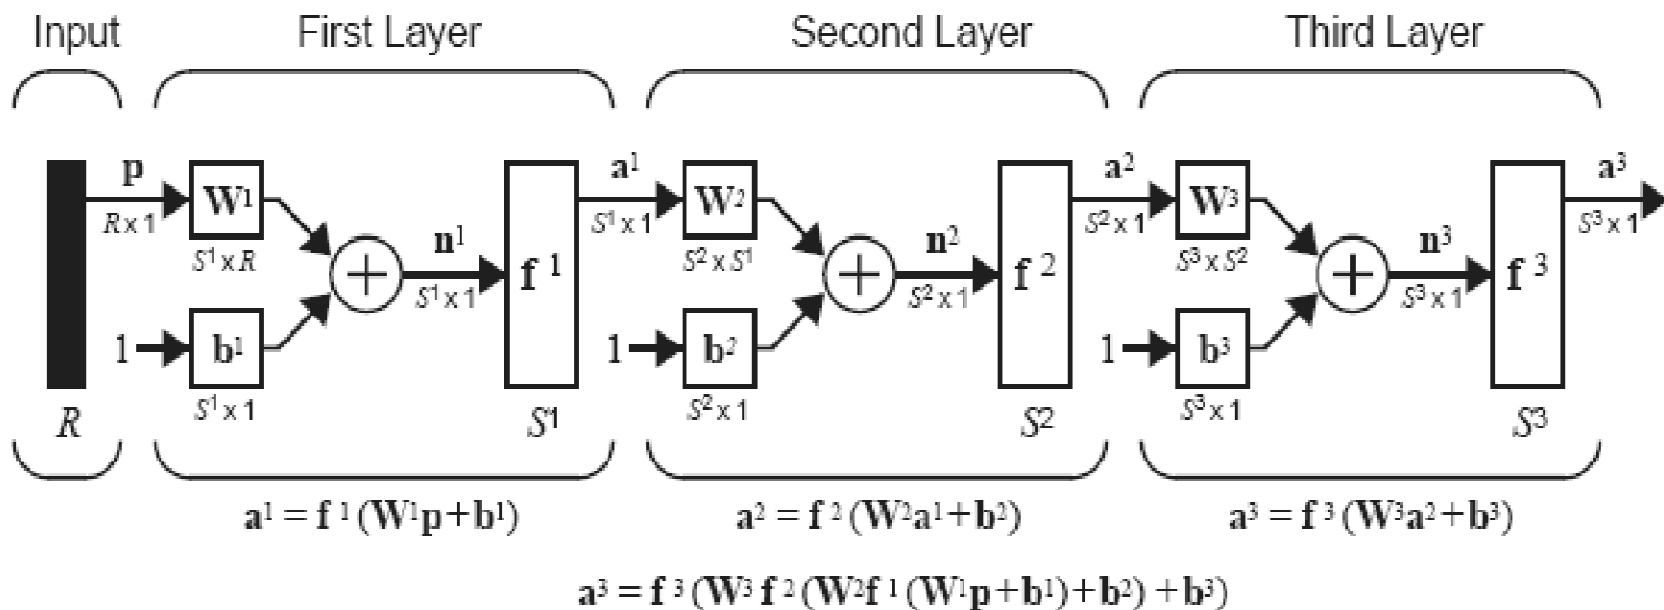 Input First Layer Second Layer Third Layer
p a¹ a² a³
W¹ W² W³
R x 1 S¹ x 1 S² x 1 S³ x 1
n¹ n² n³
S¹ x R S² x S¹ S³ x S²
f ¹ f ² f ³
S¹ x 1 S² x 1 S³ x 1
1 b¹ 1 b² 1 b³
S¹ x 1 S² x 1 S³ x 1
R S¹ S² S³
a¹ = f ¹ (W¹p + b¹) a² = f ² (W²a¹ + b²) a³ = f ³ (W³a² + b³)
a³ = f ³ (W³ f ² (W²f ¹ (W¹p + b¹) + b²) + b³)